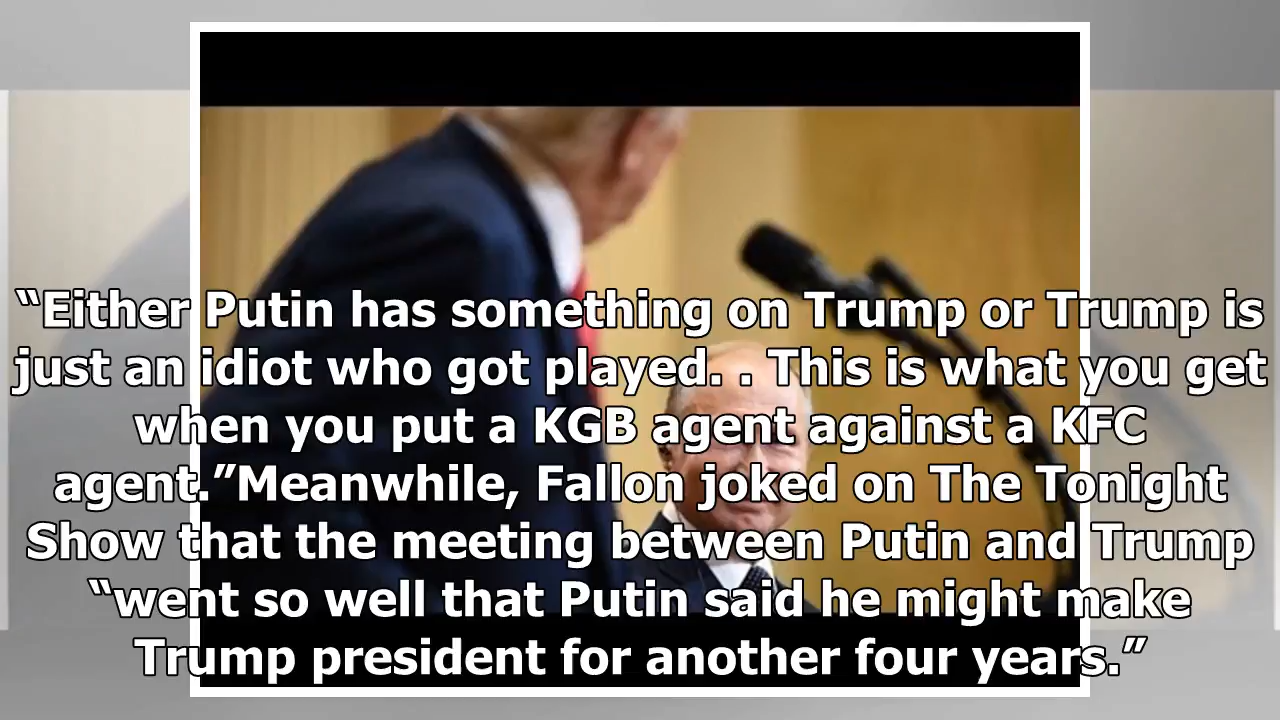 “Either Putin has something on Trump or Trump is
just an idiot who got played. . This is what you get
when you put a KGB agent against a KFC
agent.”Meanwhile, Fallon joked on The Tonight
Show that the meeting between Putin and Trump
“went so well that Putin said he might make
Trump president for another four years.”